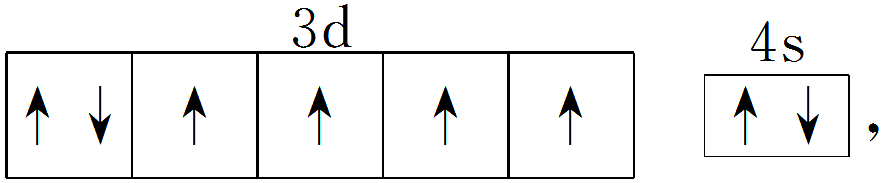 3d
4s
↑↓ ↑ ↑ ↑ ↑ ↑↓ ,